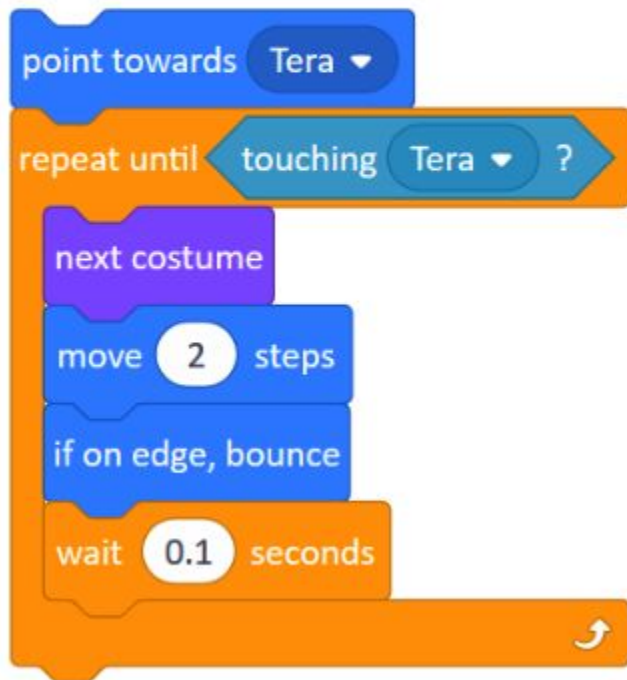 point towards Tera
repeat until touching Tera ?
next costume
move 2 steps
if on edge, bounce
wait 0.1 seconds